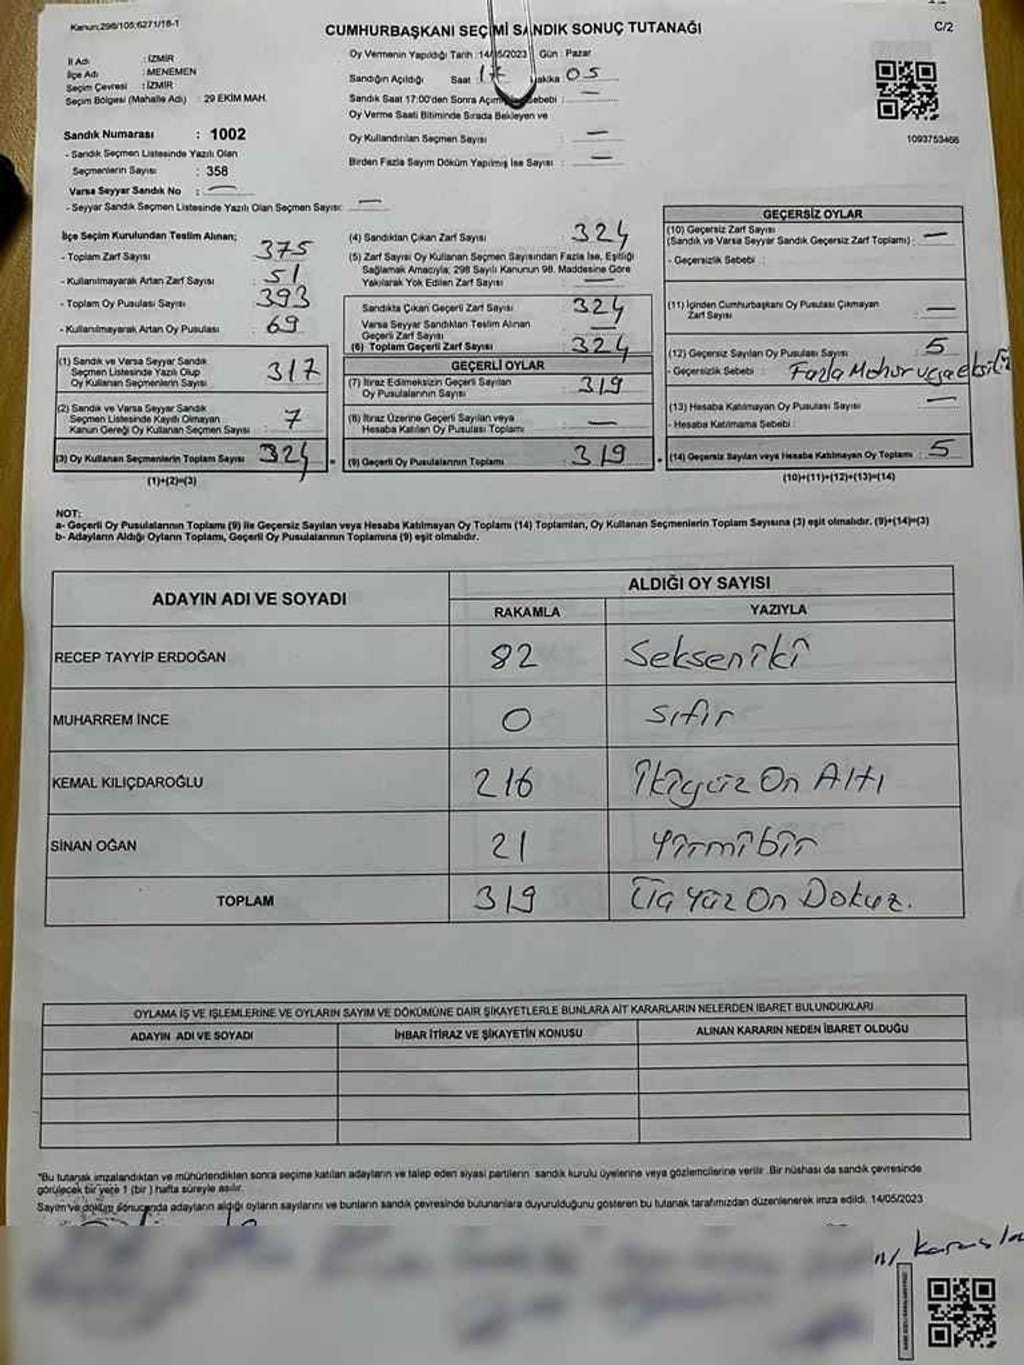 Kanun;298/105;6271/18-1
C/2
CUMHURBAŞKANI SEÇİMİ SANDIK SONUÇ TUTANAĞI
İl Adı : İZMİR
İlçe Adı : MENEMEN
Seçim Çevresi : İZMİR
Seçim Bölgesi (Mahalle Adı) : 29 EKİM MAH.
Sandık Numarası : 1002
- Sandık Seçmen Listesinde Yazılı Olan
Seçmenlerin Sayısı : 358
Varsa Seyyar Sandık No : —
- Seyyar Sandık Seçmen Listesinde Yazılı Olan Seçmen Sayısı: —
Oy Vermenin Yapıldığı Tarih : 14/5/2023 Gün : Pazar
Sandığın Açıldığı Saat : 17 Dakika 05
Sandık Saat 17:00'den Sonra Açılmış Sebebi : —
Oy Verme Saati Bitiminde Sırada Bekleyen ve
Oy Kullandırılan Seçmen Sayısı : —
Birden Fazla Sayım Döküm Yapılmış İse Sayısı : —
1093753466
İlçe Seçim Kurulundan Teslim Alınan;
- Toplam Zarf Sayısı : 375
- Kullanılmayarak Artan Zarf Sayısı : 51
- Toplam Oy Pusulası Sayısı : 393
- Kullanılmayarak Artan Oy Pusulası : 69
(1) Sandık ve Varsa Seyyar Sandık
Seçmen Listesinde Yazılı Olup
Oy Kullanan Seçmenlerin Sayısı : 317
(2) Sandık ve Varsa Seyyar Sandık
Seçmen Listesinde Kayıtlı Olmayan
Kanun Gereği Oy Kullanan Seçmen Sayısı : 7
(3) Oy Kullanan Seçmenlerin Toplam Sayısı : 324
(1)+(2)=(3)
(4) Sandıktan Çıkan Zarf Sayısı : 324
(5) Zarf Sayısı Oy Kullanan Seçmen Sayısından Fazla İse, Eşitliği
Sağlamak Amacıyla; 298 Sayılı Kanunun 98. Maddesine Göre
Yakılarak Yok Edilen Zarf Sayısı : —
Sandıkta Çıkan Geçerli Zarf Sayısı : 324
Varsa Seyyar Sandıktan Teslim Alınan
Geçerli Zarf Sayısı : —
(6) Toplam Geçerli Zarf Sayısı : 324
GEÇERLİ OYLAR
(7) İtiraz Edilmeksizin Geçerli Sayılan
Oy Pusulalarının Sayısı : 319
(8) İtiraz Üzerine Geçerli Sayılan veya
Hesaba Katılan Oy Pusulası Toplamı : —
(9) Geçerli Oy Pusulalarının Toplamı : 319
GEÇERSİZ OYLAR
(10) Geçersiz Zarf Sayısı
(Sandık ve Varsa Seyyar Sandık Geçersiz Zarf Toplamı) : —
- Geçersizlik Sebebi :
(11) İçinden Cumhurbaşkanı Oy Pusulası Çıkmayan
Zarf Sayısı : —
(12) Geçersiz Sayılan Oy Pusulası Sayısı : 5
- Geçersizlik Sebebi : Fazla Mohur
(13) Hesaba Katılmayan Oy Pusulası Sayısı : —
- Hesaba Katılmama Sebebi :
(14) Geçersiz Sayılan veya Hesaba Katılmayan Oy Toplamı : 5
(10)+(11)+(12)+(13)=(14)
NOT:
a- Geçerli Oy Pusulalarının Toplamı (9) ile Geçersiz Sayılan veya Hesaba Katılmayan Oy Toplamı (14) Toplamları, Oy Kullanan Seçmenlerin Toplam Sayısına (3) eşit olmalıdır. (9)+(14)=(3)
b- Adayların Aldığı Oyların Toplamı, Geçerli Oy Pusulalarının Toplamına (9) eşit olmalıdır.
ADAYIN ADI VE SOYADI
ALDIĞI OY SAYISI
RAKAMLA YAZIYLA
RECEP TAYYİP ERDOĞAN 82 Sekseniki
MUHARREM İNCE 0 Sıfır
KEMAL KILIÇDAROĞLU 216 İkiyüz On Altı
SİNAN OĞAN 21 Yirmibir
TOPLAM 319 Üç Yüz On Dokuz.
OYLAMA İŞ VE İŞLEMLERİNE VE OYLARIN SAYIM VE DÖKÜMÜNE DAİR ŞİKAYETLERLE BUNLARA AİT KARARLARIN NELERDEN İBARET BULUNDUKLARI
ADAYIN ADI VE SOYADI İHBAR İTİRAZ VE ŞİKAYETİN KONUSU ALINAN KARARIN NEDEN İBARET OLDUĞU
*Bu tutanak imzalandıktan ve mühürlendikten sonra seçime katılan adayların ve talep eden siyasi partilerin sandık kurulu üyelerine veya gözlemcilerine verilir. Bir nüshası da sandık çevresinde
görülecek bir yere 1 (bir) hafta süreyle asılır.
Sayım ve döküm sonucunda adayların aldığı oyların sayılarını ve bunların sandık çevresinde bulunanlara duyurulduğunu gösteren bu tutanak tarafımızdan düzenlenerek imza edildi. 14/05/2023